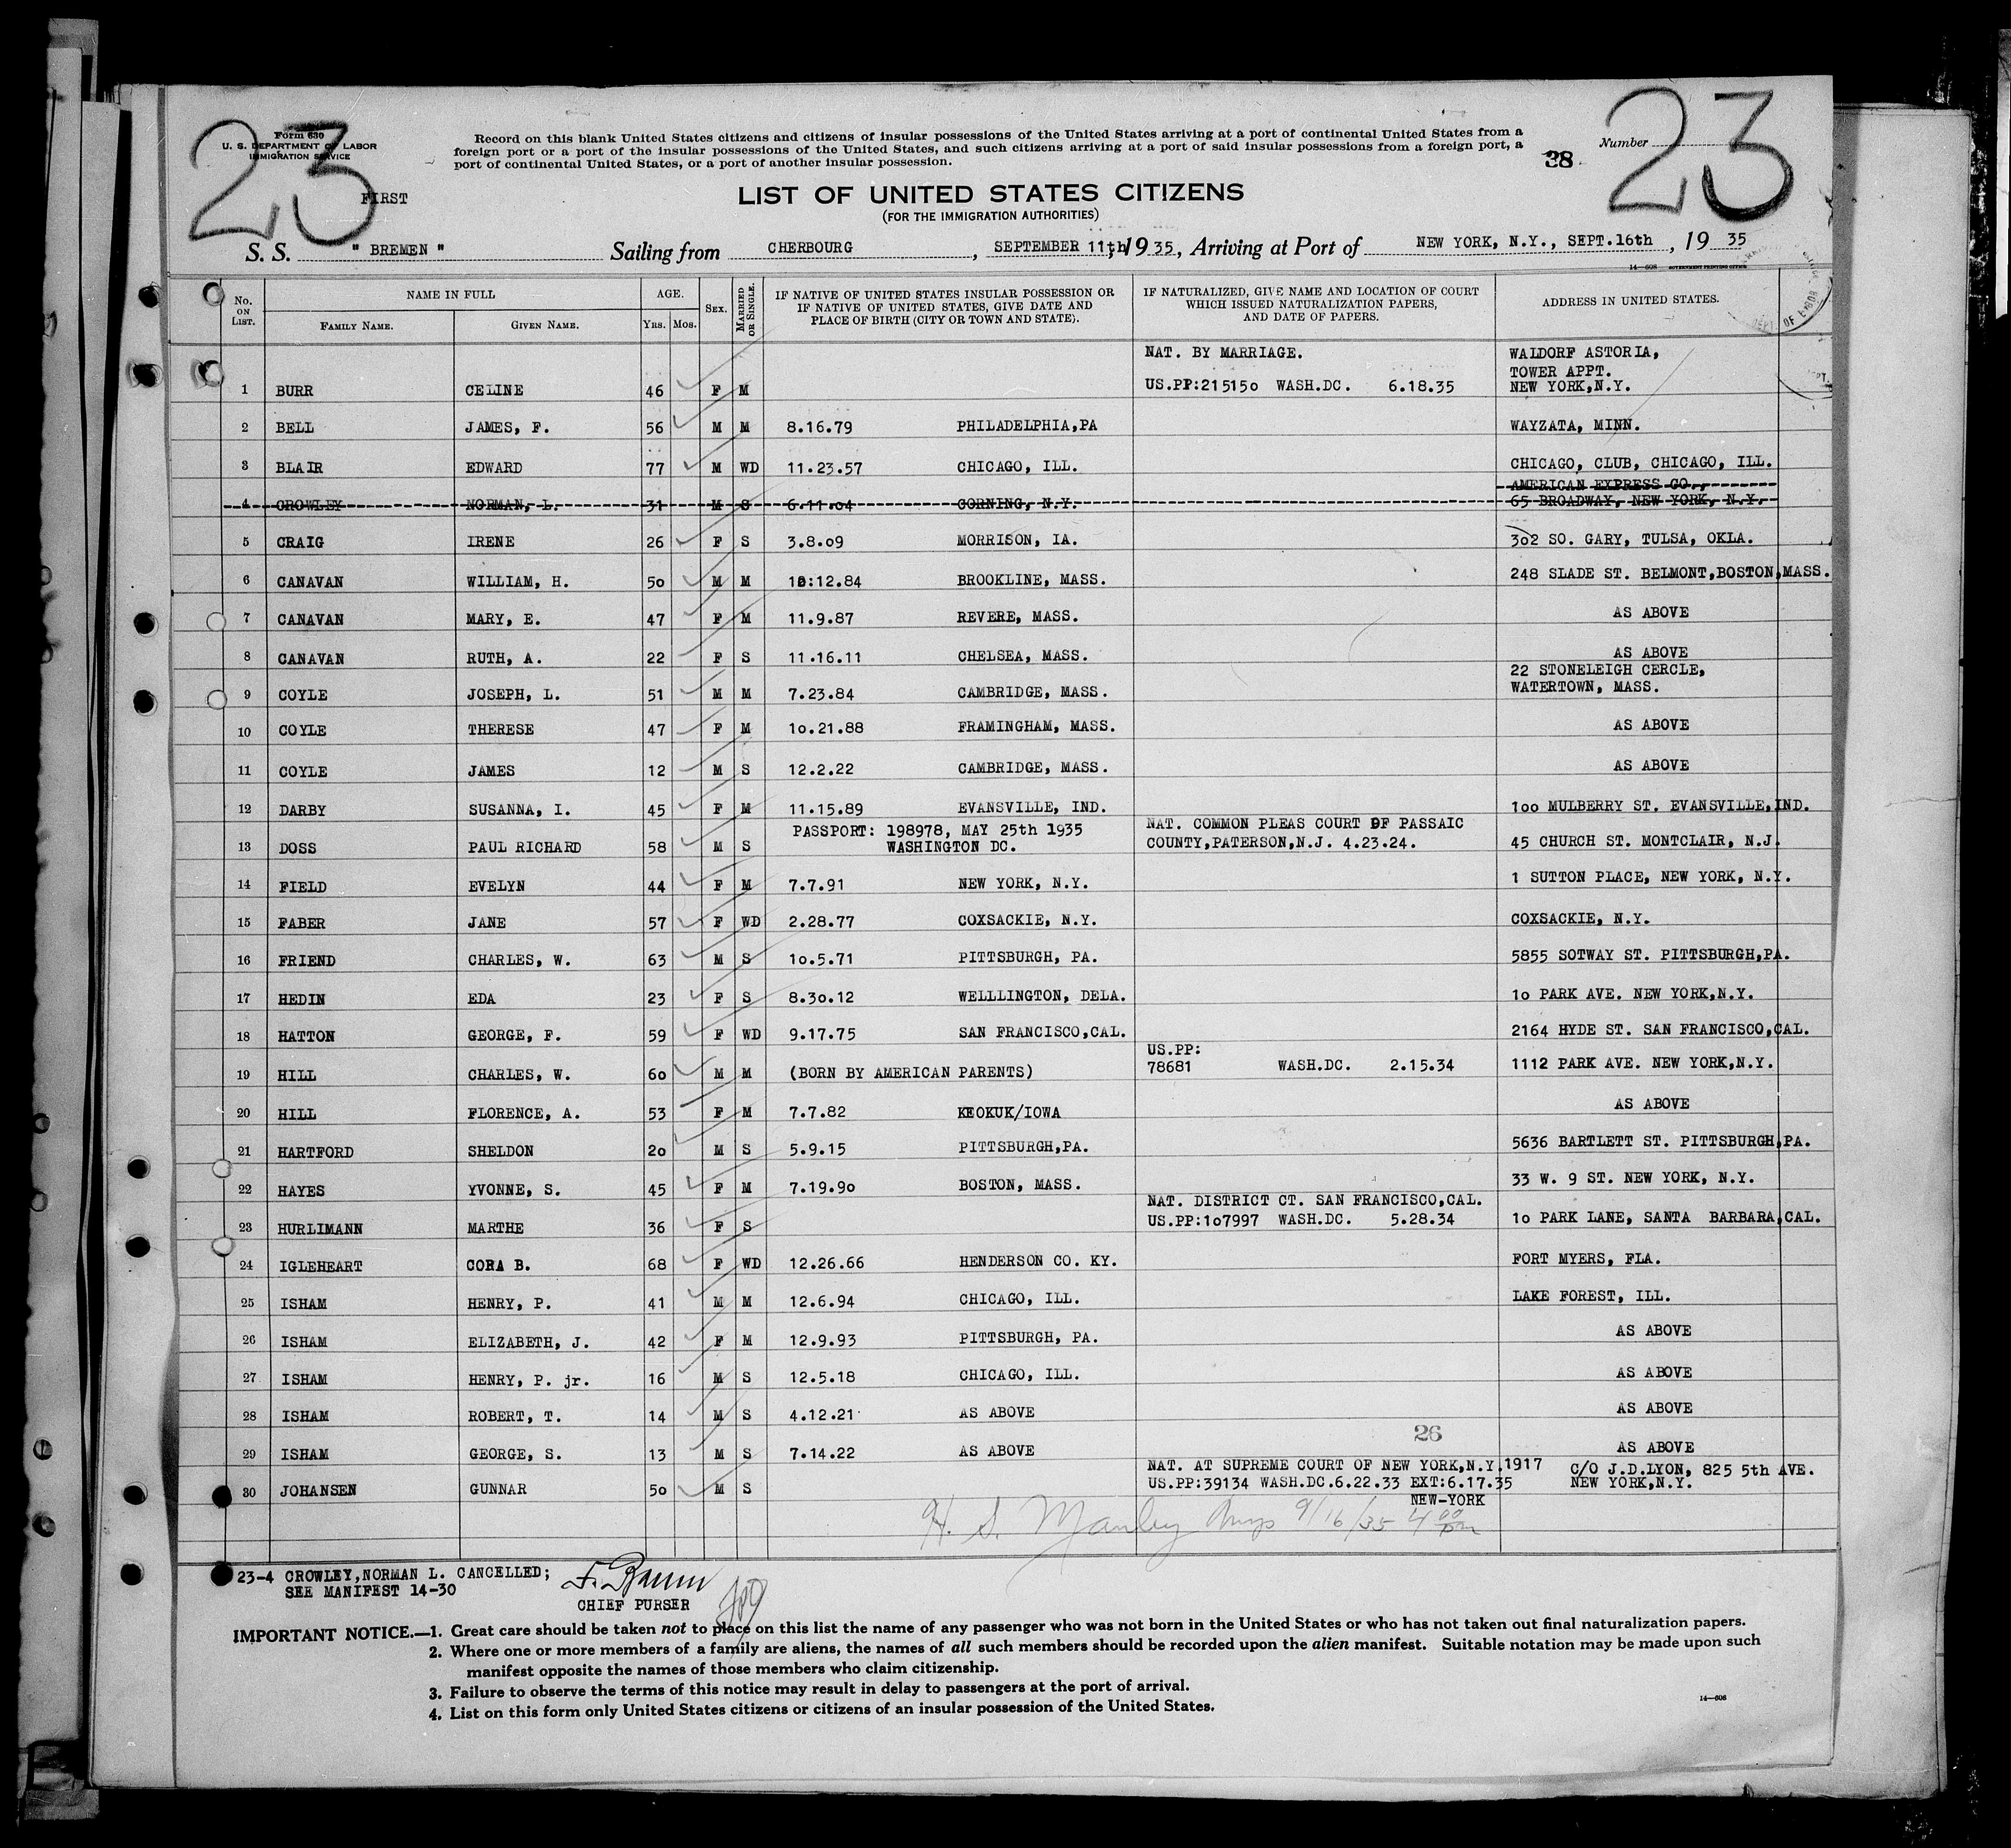 23
23
Form 630
U. S. DEPARTMENT OF LABOR
IMMIGRATION SERVICE
FIRST
Record on this blank United States citizens and citizens of insular possessions of the United States arriving at a port of continental United States from a
foreign port or a port of the insular possessions of the United States, and such citizens arriving at a port of said insular possessions from a foreign port, a
port of continental United States, or a port of another insular possession.
38
Number
LIST OF UNITED STATES CITIZENS
(FOR THE IMMIGRATION AUTHORITIES)
S. S. " BREMEN " Sailing from CHERBOURG , SEPTEMBER 11th, 1935, Arriving at Port of NEW YORK, N.Y., SEPT.16th , 19 35
14—608 GOVERNMENT PRINTING OFFICE
No. ON LIST. NAME IN FULL FAMILY NAME. GIVEN NAME. AGE. YRS. MOS. SEX. MARRIED OR SINGLE. IF NATIVE OF UNITED STATES INSULAR POSSESSION OR IF NATIVE OF UNITED STATES, GIVE DATE AND PLACE OF BIRTH (CITY OR TOWN AND STATE). IF NATURALIZED, GIVE NAME AND LOCATION OF COURT WHICH ISSUED NATURALIZATION PAPERS, AND DATE OF PAPERS. ADDRESS IN UNITED STATES.
NAT. BY MARRIAGE. WALDORF ASTORIA,
TOWER APPT.
1 BURR CELINE 46 F M US.PP:215150 WASH.DC. 6.18.35 NEW YORK,N.Y.
2 BELL JAMES, F. 56 M M 8.16.79 PHILADELPHIA,PA WAYZATA, MINN.
3 BLAIR EDWARD 77 M WD 11.23.57 CHICAGO, ILL. CHICAGO, CLUB, CHICAGO, ILL.
AMERICAN EXPRESS CO.,
4 CROWLEY NORMAN, L. 31 M S 6.11.04 CORNING, N.Y. 65 BROADWAY, NEW YORK, N.Y.
5 CRAIG IRENE 26 F S 3.8.09 MORRISON, IA. 302 SO. GARY, TULSA, OKLA.
6 CANAVAN WILLIAM, H. 50 M M :12.84 BROOKLINE, MASS. 248 SLADE ST. BELMONT,BOSTON,MASS.
7 CANAVAN MARY, E. 47 F M 11.9.87 REVERE, MASS. AS ABOVE
8 CANAVAN RUTH, A. 22 F S 11.16.11 CHELSEA, MASS. AS ABOVE
22 STONELEIGH CERCLE,
9 COYLE JOSEPH, L. 51 M M 7.23.84 CAMBRIDGE, MASS. WATERTOWN, MASS.
10 COYLE THERESE 47 F M 10.21.88 FRAMINGHAM, MASS. AS ABOVE
11 COYLE JAMES 12 M S 12.2.22 CAMBRIDGE, MASS. AS ABOVE
12 DARBY SUSANNA, I. 45 F M 11.15.89 EVANSVILLE, IND. 100 MULBERRY ST. EVANSVILLE,IND.
PASSPORT: 198978, MAY 25th 1935 NAT. COMMON PLEAS COURT OF PASSAIC
13 DOSS PAUL RICHARD 58 M S WASHINGTON DC. COUNTY,PATERSON,N.J. 4.23.24. 45 CHURCH ST. MONTCLAIR, N.J.
14 FIELD EVELYN 44 F M 7.7.91 NEW YORK, N.Y. 1 SUTTON PLACE, NEW YORK, N.Y.
15 FABER JANE 57 F WD 2.28.77 COXSACKIE, N.Y. COXSACKIE, N.Y.
16 FRIEND CHARLES, W. 63 M S 10.5.71 PITTSBURGH, PA. 5855 SOTWAY ST. PITTSBURGH,PA.
17 HEDIN EDA 23 F S 8.30.12 WELLLINGTON, DELA. 10 PARK AVE. NEW YORK,N.Y.
18 HATTON GEORGE, F. 59 F WD 9.17.75 SAN FRANCISCO,CAL. 2164 HYDE ST. SAN FRANCISCO,CAL.
US.PP:
19 HILL CHARLES, W. 60 M M (BORN BY AMERICAN PARENTS) 78681 WASH.DC. 2.15.34 1112 PARK AVE. NEW YORK,N.Y.
20 HILL FLORENCE, A. 53 F M 7.7.82 KEOKUK/IOWA AS ABOVE
21 HARTFORD SHELDON 20 M S 5.9.15 PITTSBURGH,PA. 5636 BARTLETT ST. PITTSBURGH,PA.
22 HAYES YVONNE, S. 45 F M 7.19.90 BOSTON, MASS. 33 W. 9 ST. NEW YORK, N.Y.
NAT. DISTRICT CT. SAN FRANCISCO,CAL.
23 HURLIMANN MARTHE 36 F S US.PP:107997 WASH.DC. 5.28.34 10 PARK LANE, SANTA BARBARA,CAL.
24 IGLEHEART CORA B. 68 F WD 12.26.66 HENDERSON CO. KY. FORT MYERS, FLA.
25 ISHAM HENRY, P. 41 M M 12.6.94 CHICAGO, ILL. LAKE FOREST, ILL.
26 ISHAM ELIZABETH, J. 42 F M 12.9.93 PITTSBURGH, PA. AS ABOVE
27 ISHAM HENRY, P. jr. 16 M S 12.5.18 CHICAGO, ILL. AS ABOVE
28 ISHAM ROBERT, T. 14 M S 4.12.21 AS ABOVE AS ABOVE
26
29 ISHAM GEORGE, S. 13 M S 7.14.22 AS ABOVE AS ABOVE
NAT. AT SUPREME COURT OF NEW YORK,N.Y.1917 C/O J.D.LYON, 825 5th AVE.
30 JOHANSEN GUNNAR 50 M S US.PP:39134 WASH.DC.6.22.33 EXT:6.17.35 NEW YORK,N.Y.
NEW-YORK
H. S. Manley 9/16/35 4 00 pm
23-4 CROWLEY,NORMAN L. CANCELLED;
SEE MANIFEST 14-30
CHIEF PURSER
IMPORTANT NOTICE.—1. Great care should be taken not to place on this list the name of any passenger who was not born in the United States or who has not taken out final naturalization papers.
2. Where one or more members of a family are aliens, the names of all such members should be recorded upon the alien manifest. Suitable notation may be made upon such
manifest opposite the names of those members who claim citizenship.
3. Failure to observe the terms of this notice may result in delay to passengers at the port of arrival.
4. List on this form only United States citizens or citizens of an insular possession of the United States.
14—608